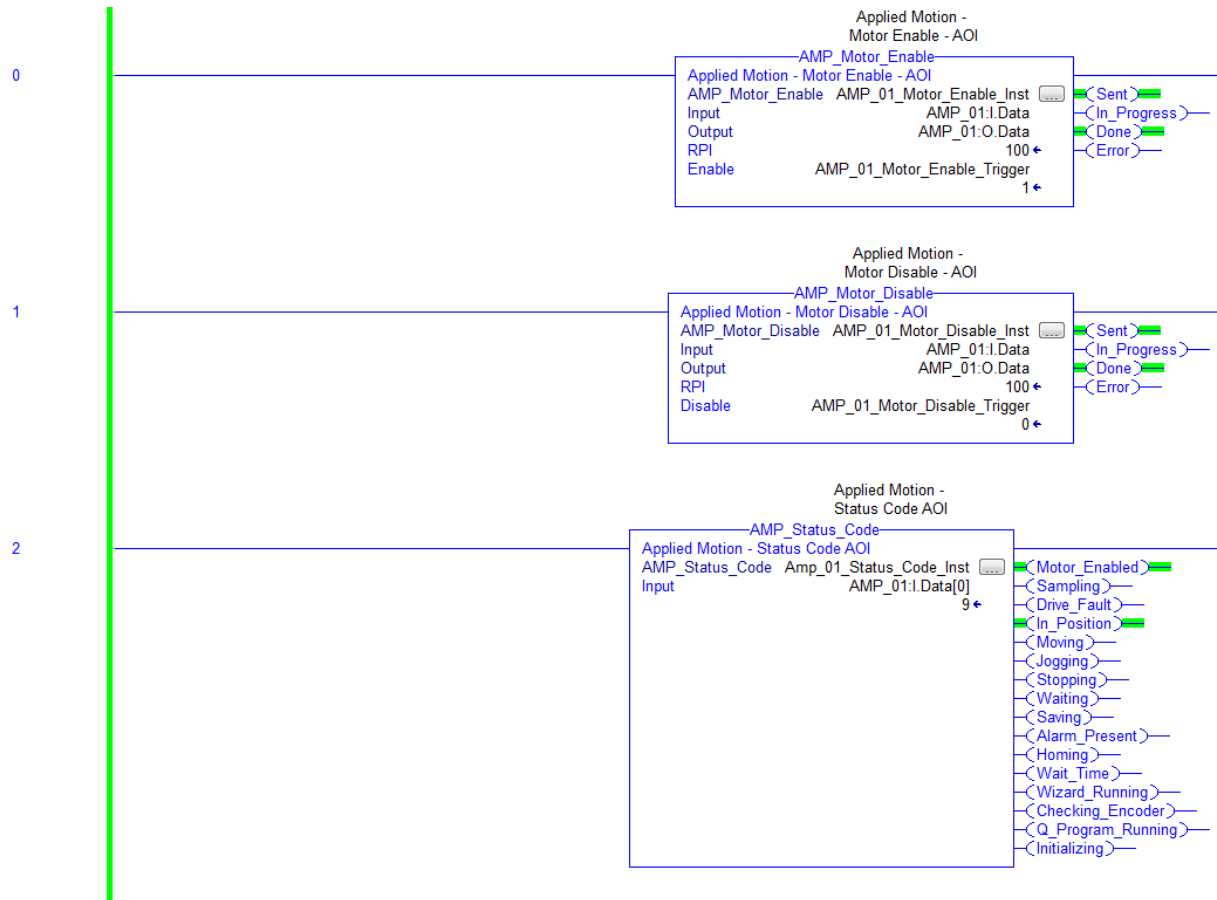 Applied Motion -
Motor Enable - AOI
0
AMP_Motor_Enable
Applied Motion - Motor Enable - AOI
AMP_Motor_Enable AMP_01_Motor_Enable_Inst ... Sent
Input AMP_01:I.Data In_Progress
Output AMP_01:O.Data Done
RPI 100 Error
Enable AMP_01_Motor_Enable_Trigger
1
Applied Motion -
Motor Disable - AOI
AMP_Motor_Disable
1
Applied Motion - Motor Disable - AOI
AMP_Motor_Disable AMP_01_Motor_Disable_Inst ... Sent
Input AMP_01:I.Data In_Progress
Output AMP_01:O.Data Done
RPI 100 Error
Disable AMP_01_Motor_Disable_Trigger
0
Applied Motion -
Status Code AOI
AMP_Status_Code
2
Applied Motion - Status Code AOI
AMP_Status_Code Amp_01_Status_Code_Inst ... Motor_Enabled
Input AMP_01:I.Data[0] Sampling
9 Drive_Fault
In_Position
Moving
Jogging
Stopping
Waiting
Saving
Alarm_Present
Homing
Wait_Time
Wizard_Running
Checking_Encoder
Q_Program_Running
Initializing